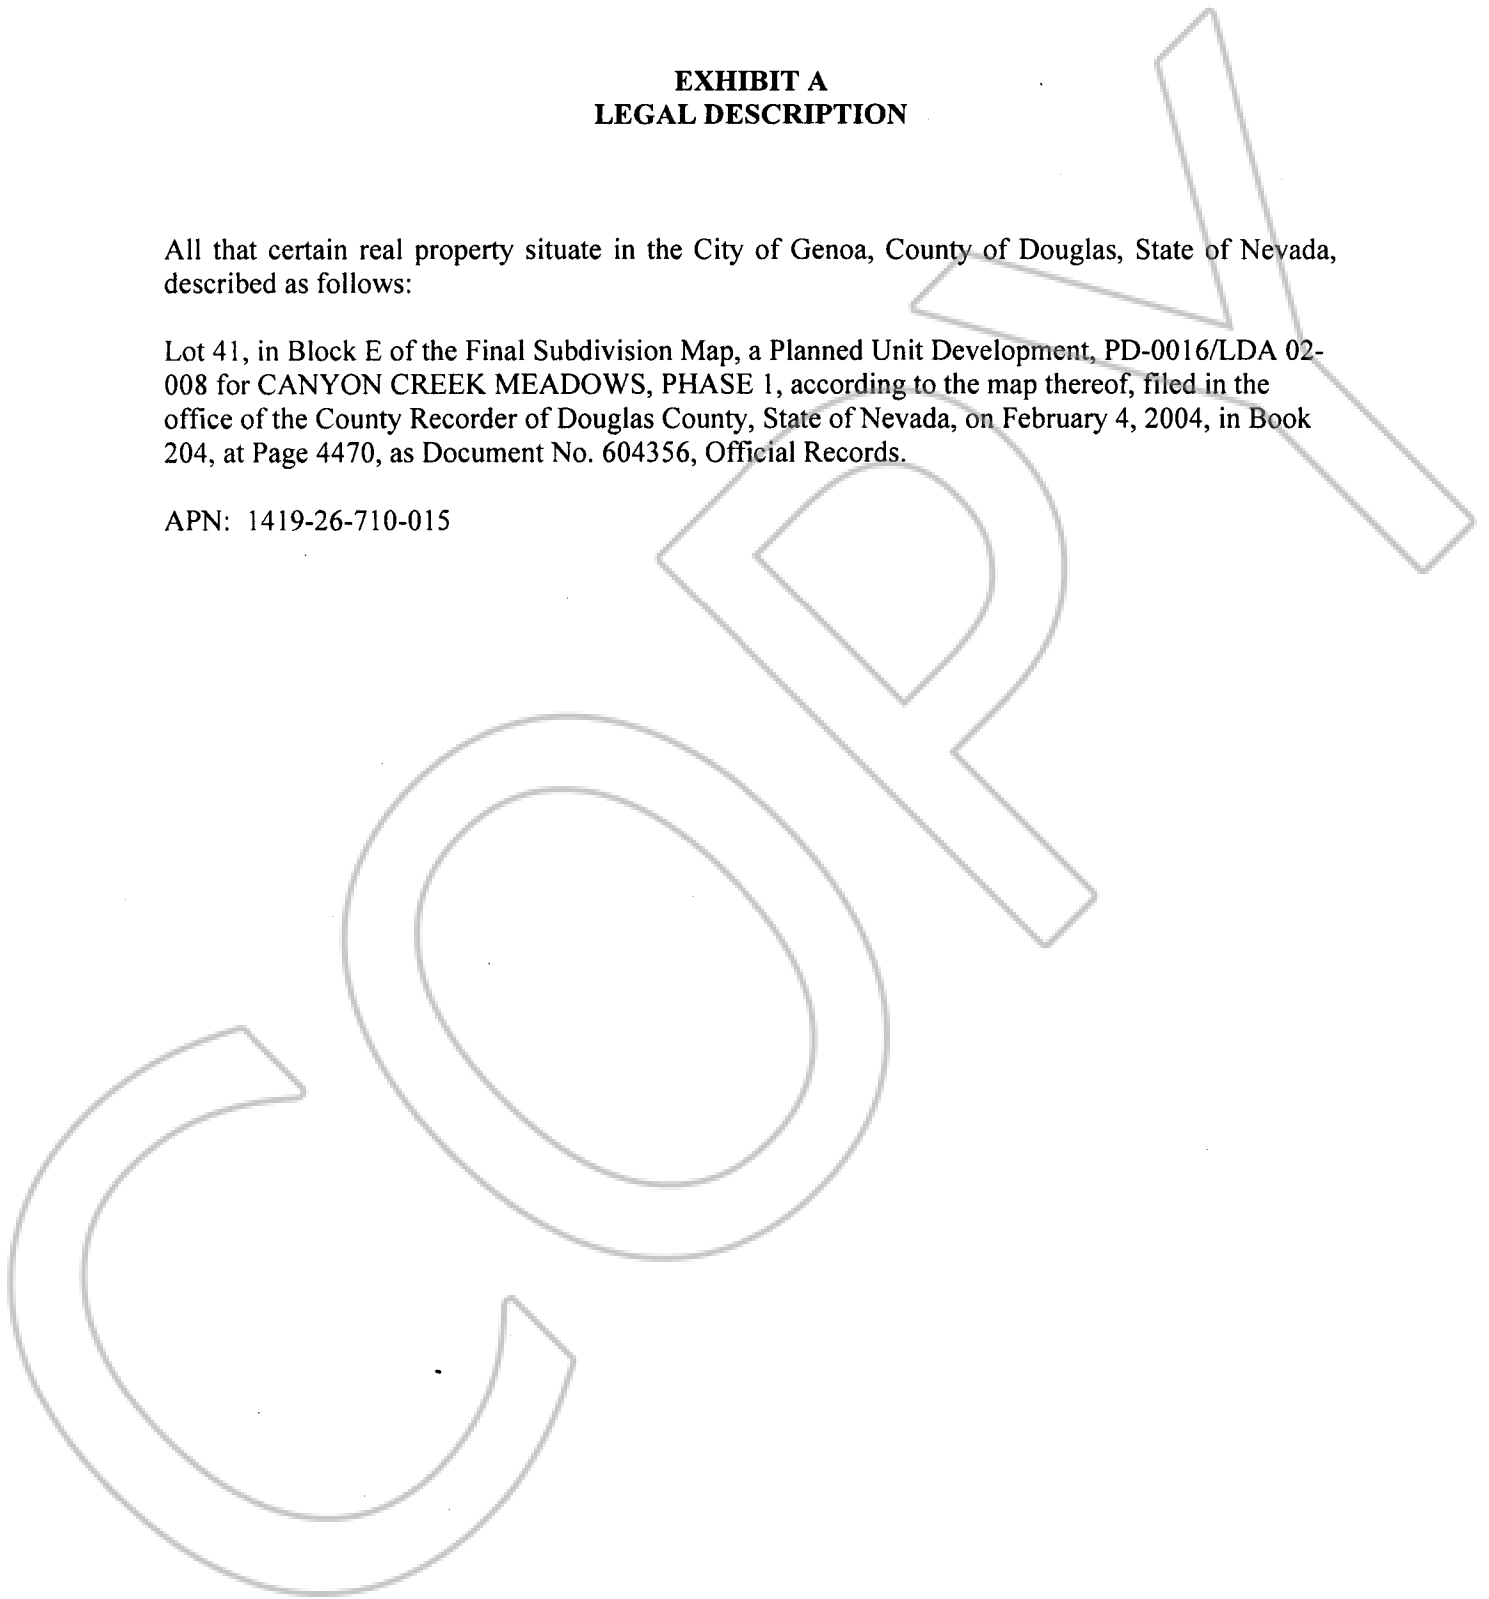 EXHIBIT A
LEGAL DESCRIPTION
All that certain real property situate in the City of Genoa, County of Douglas, State of Nevada,
described as follows:
Lot 41, in Block E of the Final Subdivision Map, a Planned Unit Development, PD-0016/LDA 02-
008 for CANYON CREEK MEADOWS, PHASE 1, according to the map thereof, filed in the
office of the County Recorder of Douglas County, State of Nevada, on February 4, 2004, in Book
204, at Page 4470, as Document No. 604356, Official Records.
APN: 1419-26-710-015
COPY